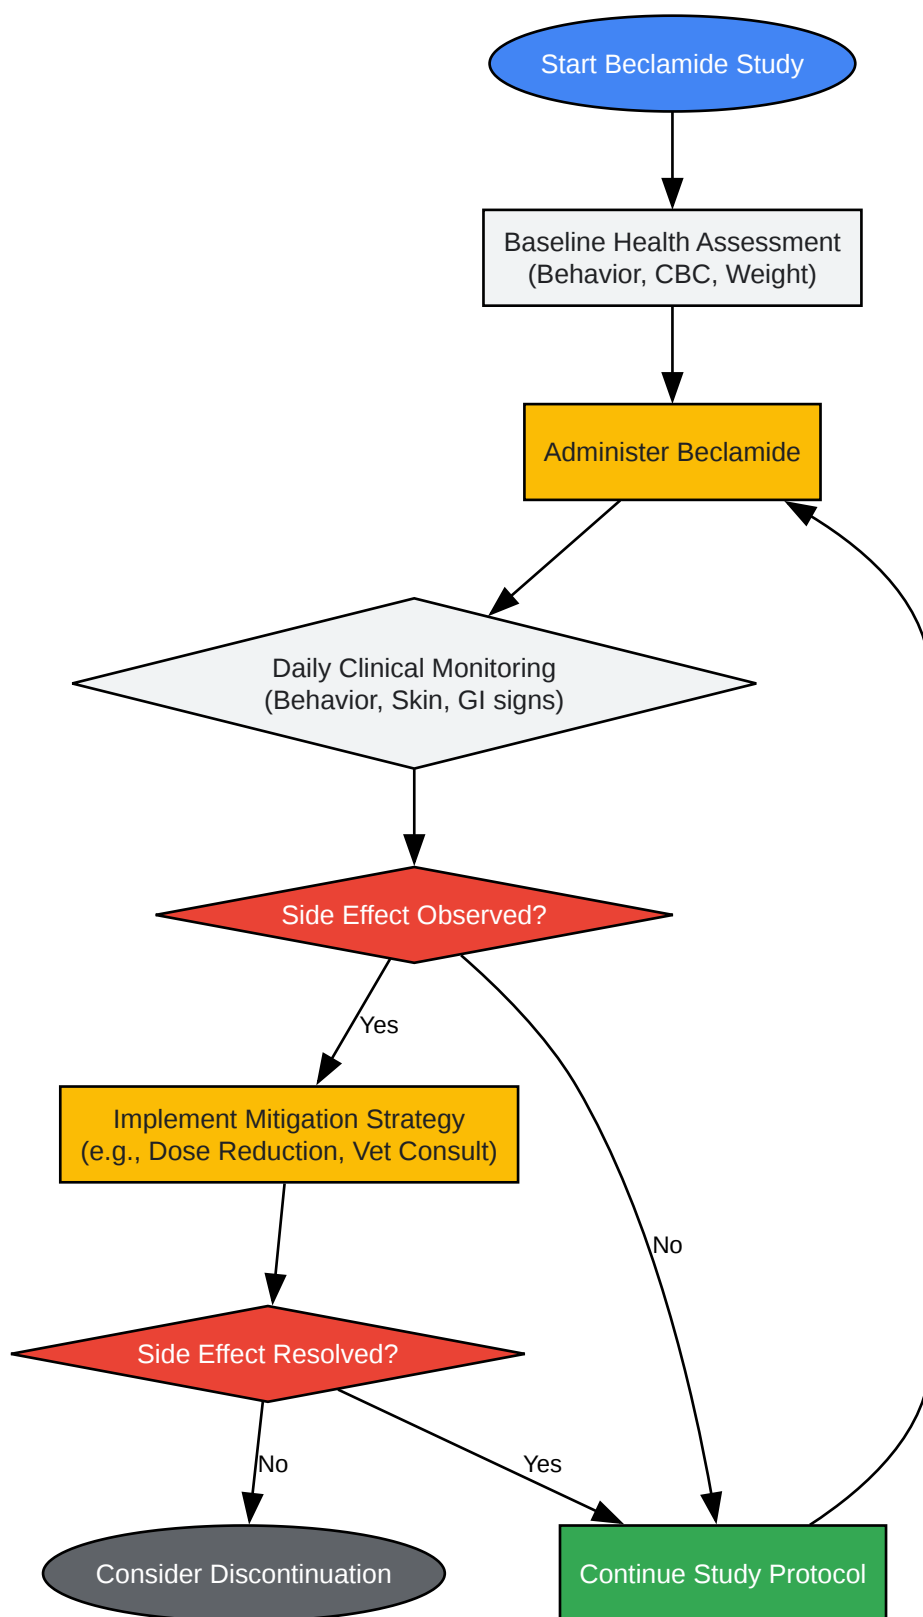 Start Beclamide Study
Baseline Health Assessment
(Behavior, CBC, Weight)
Administer Beclamide
Daily Clinical Monitoring
(Behavior, Skin, GI signs)
Side Effect Observed?
Yes
Implement Mitigation Strategy
(e.g., Dose Reduction, Vet Consult)
No
Side Effect Resolved?
No
Yes
Consider Discontinuation
Continue Study Protocol